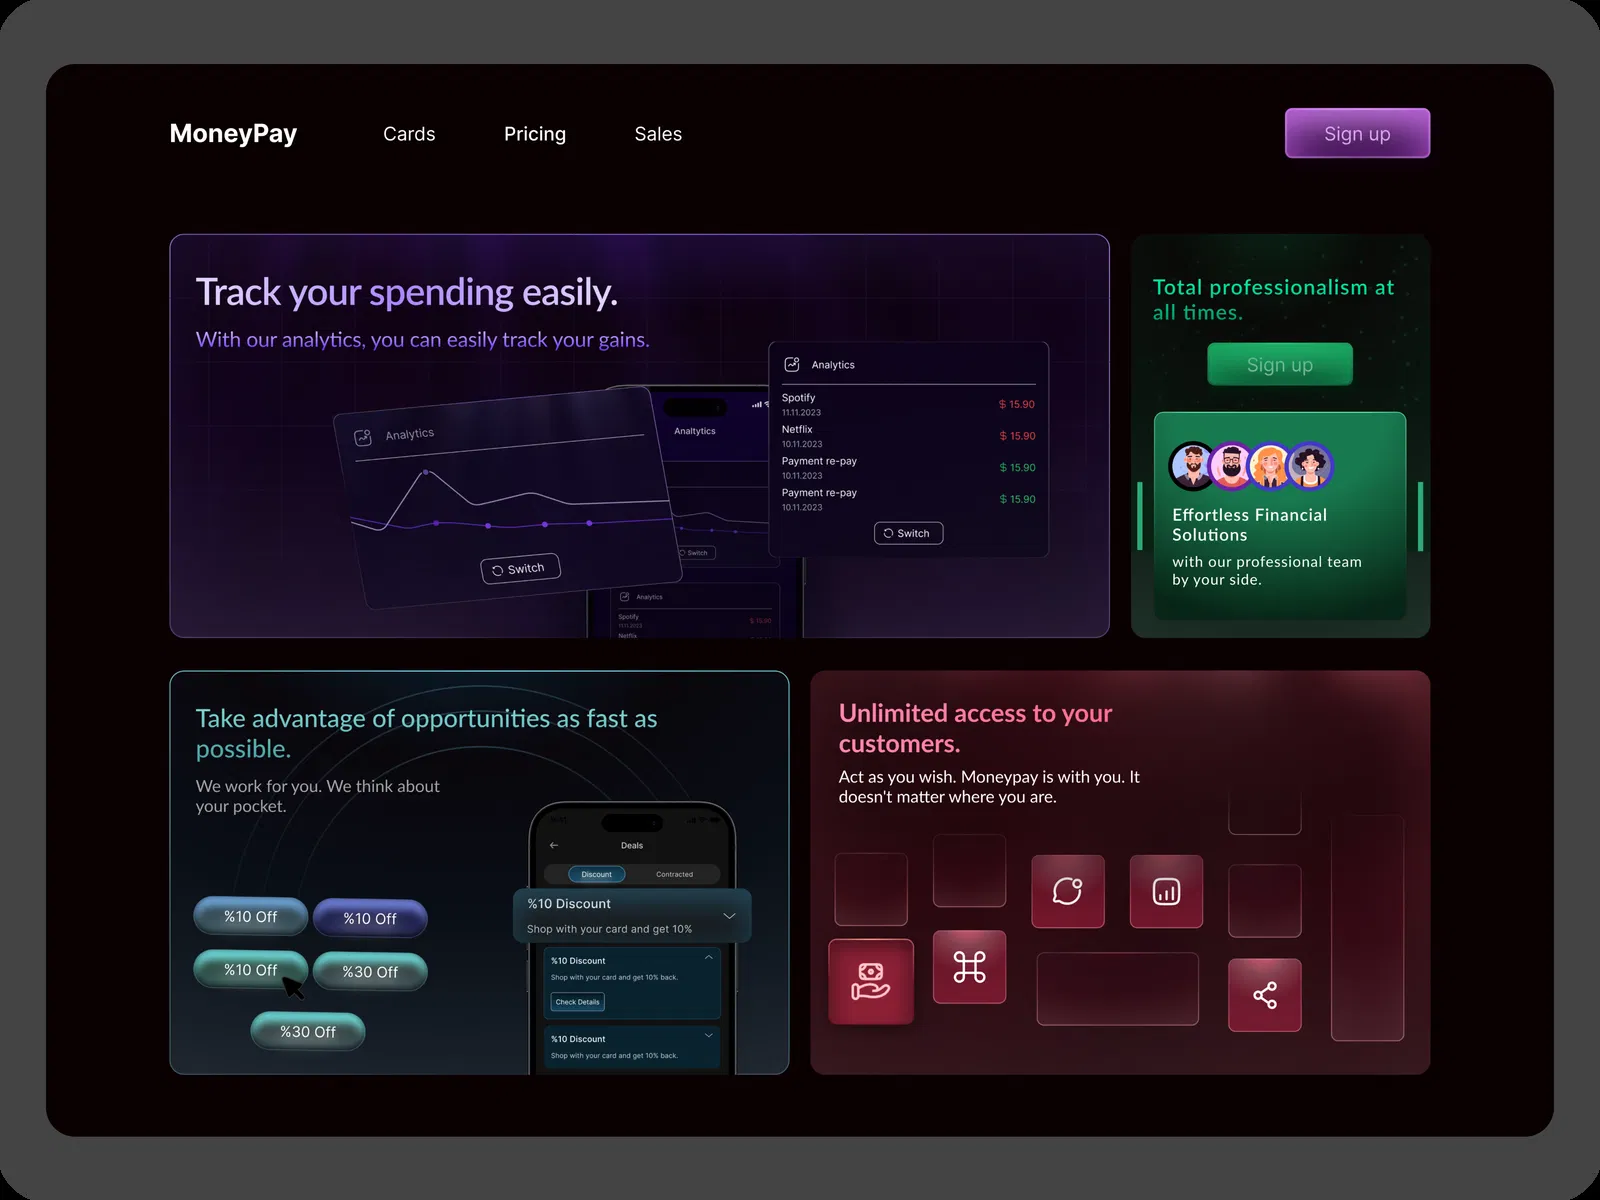 MoneyPay
Cards
Pricing
Sales
Sign up
Track your spending easily.
With our analytics, you can easily track your gains.
Analytics
Switch
Analtytics
Switch
Analytics
Spotify
11.11.2023
$ 15.90
Netflix
Analytics
Spotify
11.11.2023
$ 15.90
Netflix
10.11.2023
$ 15.90
Payment re-pay
10.11.2023
$ 15.90
Payment re-pay
10.11.2023
$ 15.90
Switch
Total professionalism at
all times.
Sign up
Effortless Financial
Solutions
with our professional team
by your side.
Take advantage of opportunities as fast as
possible.
We work for you. We think about
your pocket.
%10 Off
%10 Off
%10 Off
%30 Off
%30 Off
Deals
Discount
Contracted
%10 Discount
Shop with your card and get 10%
%10 Discount
Shop with your card and get 10% back.
Check Details
%10 Discount
Shop with your card and get 10% back.
Unlimited access to your
customers.
Act as you wish. Moneypay is with you. It
doesn't matter where you are.